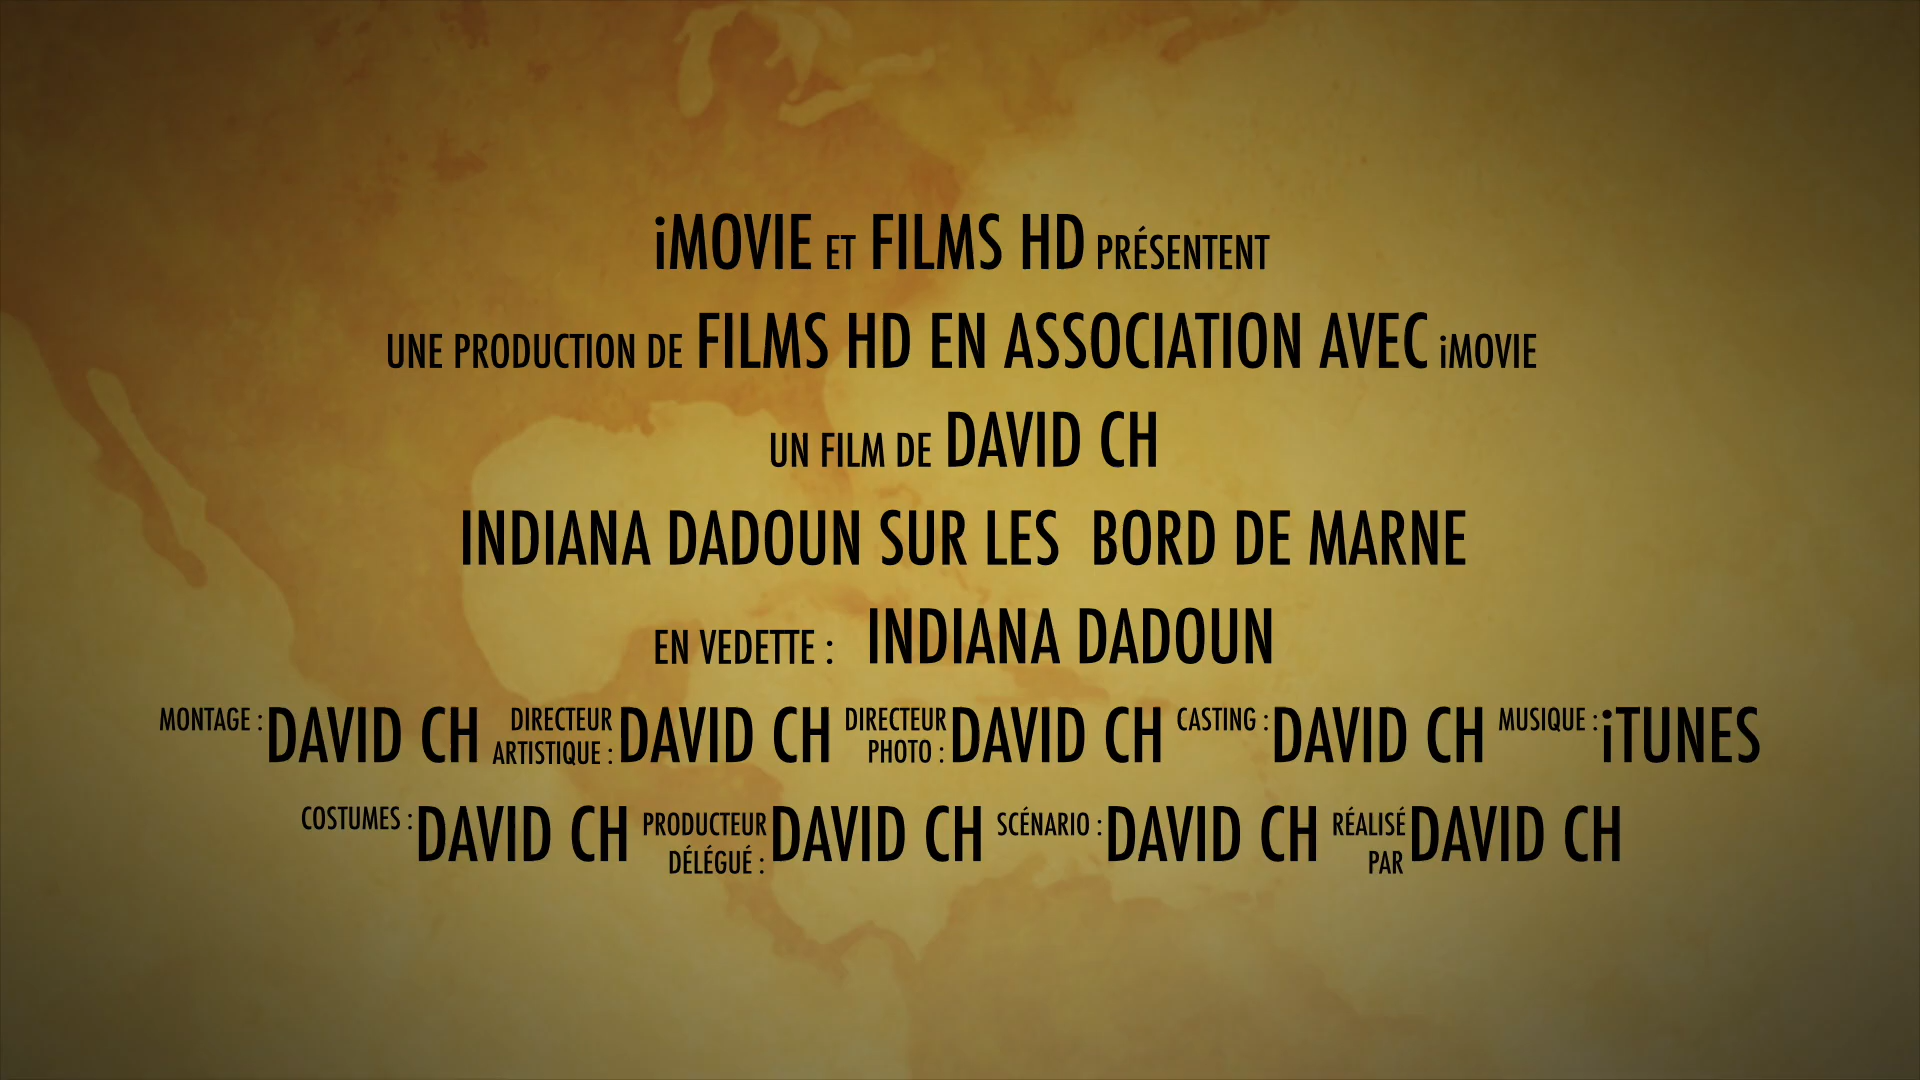 iMOVIE ET FILMS HD PRÉSENTENT
UNE PRODUCTION DE FILMS HD EN ASSOCIATION AVEC iMOVIE
UN FILM DE DAVID CH
INDIANA DADOUN SUR LES  BORD DE MARNE
EN VEDETTE : INDIANA DADOUN
MONTAGE : DAVID CH DIRECTEUR ARTISTIQUE : DAVID CH DIRECTEUR PHOTO : DAVID CH CASTING : DAVID CH MUSIQUE : iTUNES
COSTUMES : DAVID CH PRODUCTEUR DÉLÉGUÉ : DAVID CH SCÉNARIO : DAVID CH RÉALISÉ PAR DAVID CH